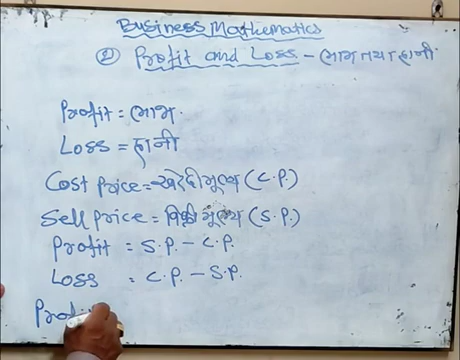 Business Mathematics
② Profit and Loss - लाभ तथा हानी
Profit = लाभ.
Loss = हानी
Cost Price = खरेदी मूल्य (C.P.)
Sell price = विक्री मूल्य (S.P.)
Profit = S.P. - C.P.
Loss = C.P. - S.P.
Prof